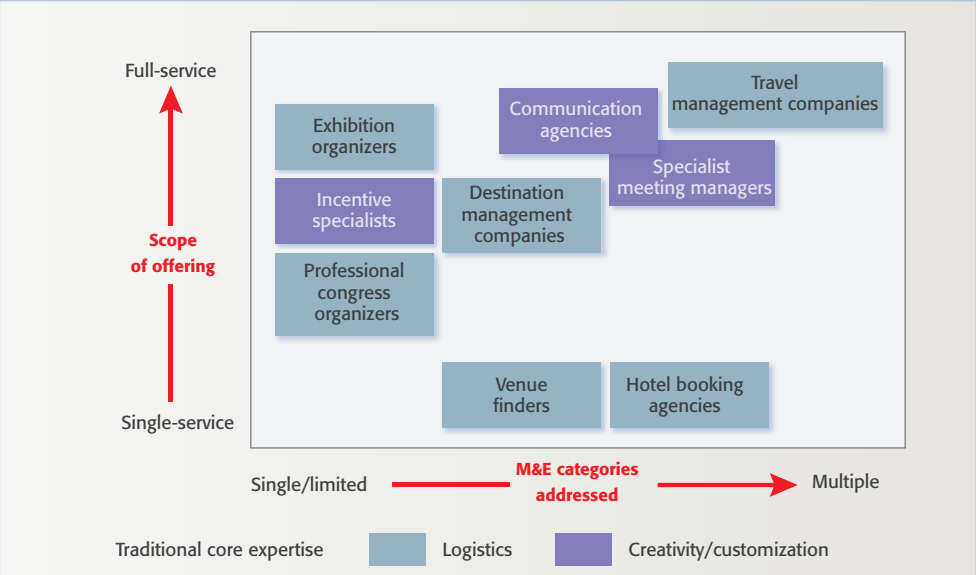 Full-service
Travel
management companies
Communication
agencies
Exhibition
organizers
Specialist
meeting managers
Incentive
specialists
Destination
management
companies
Scope
of offering
Professional
congress
organizers
Venue
finders
Hotel booking
agencies
Single-service
Single/limited
M&E categories
addressed
Multiple
Traditional core expertise
Logistics
Creativity/customization